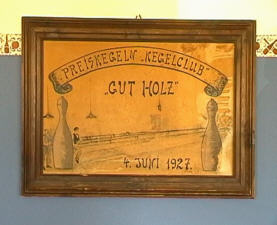 PREISKEGELN „KEGELCLUB"
„GUT HOLZ"
4. JUNI 1927.